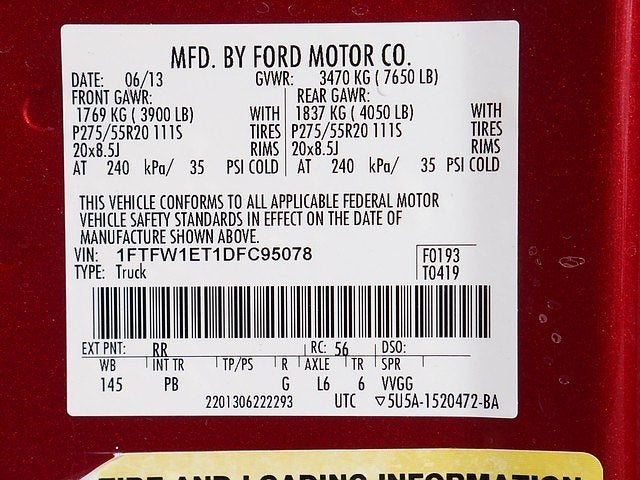 MFD. BY FORD MOTOR CO.
DATE: 06/13 GVWR: 3470 KG ( 7650 LB)
FRONT GAWR: REAR GAWR:
1769 KG ( 3900 LB) WITH 1837 KG ( 4050 LB) WITH
P275/55R20 111S TIRES P275/55R20 111S TIRES
20x8.5J RIMS 20x8.5J RIMS
AT 240 kPa/ 35 PSI COLD AT 240 kPa/ 35 PSI COLD
THIS VEHICLE CONFORMS TO ALL APPLICABLE FEDERAL MOTOR
VEHICLE SAFETY STANDARDS IN EFFECT ON THE DATE OF
MANUFACTURE SHOWN ABOVE.
VIN: 1FTFW1ET1DFC95078 F0193
TYPE: Truck T0419
EXT PNT: RR RC: 56 DSO:
WB INT TR TP/PS R AXLE TR SPR
145 PB G L6 6 VVGG
2201306222293 UTC ▽5U5A-1520472-BA
TIRE AND LOADING INFORMATION